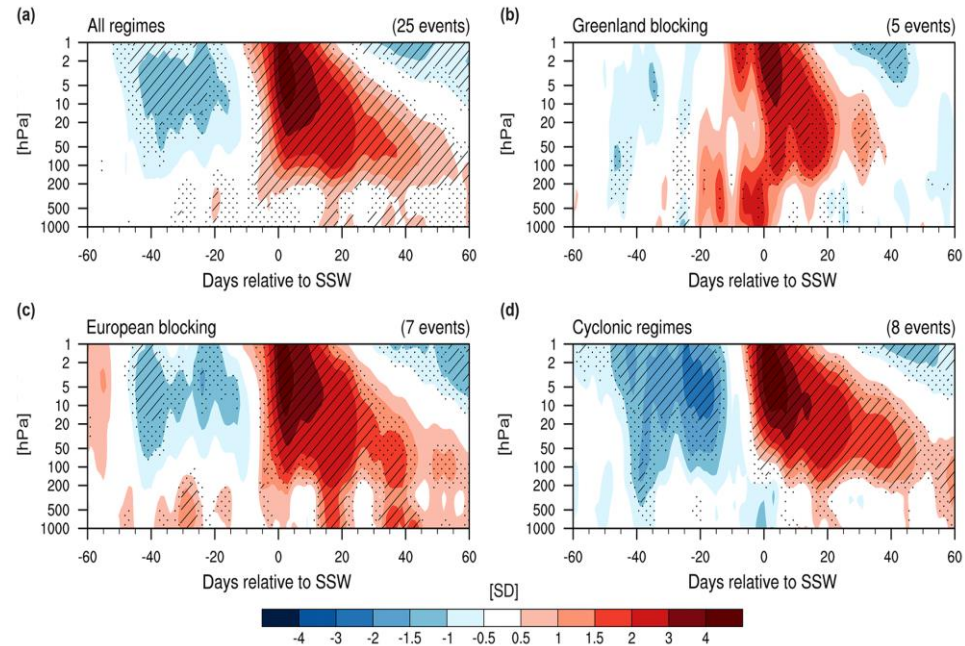 (a) All regimes (25 events)
1
2
5
10
20
50
100
200
500
1000
[hPa]
-60 -40 -20 0 20 40 60
Days relative to SSW
(b) Greenland blocking (5 events)
1
2
5
10
20
50
100
200
500
1000
[hPa]
-60 -40 -20 0 20 40 60
Days relative to SSW
(c) European blocking (7 events)
1
2
5
10
20
50
100
200
500
1000
[hPa]
-60 -40 -20 0 20 40 60
Days relative to SSW
(d) Cyclonic regimes (8 events)
1
2
5
10
20
50
100
200
500
1000
[hPa]
-60 -40 -20 0 20 40 60
Days relative to SSW
[SD]
-4 -3 -2 -1.5 -1 -0.5 0.5 1 1.5 2 3 4